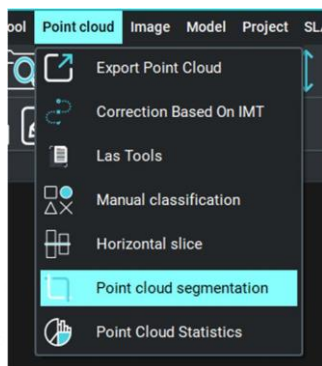 ool Point cloud Image Model Project SL
Export Point Cloud
Correction Based On IMT
Las Tools
Manual classification
Horizontal slice
Point cloud segmentation
Point Cloud Statistics